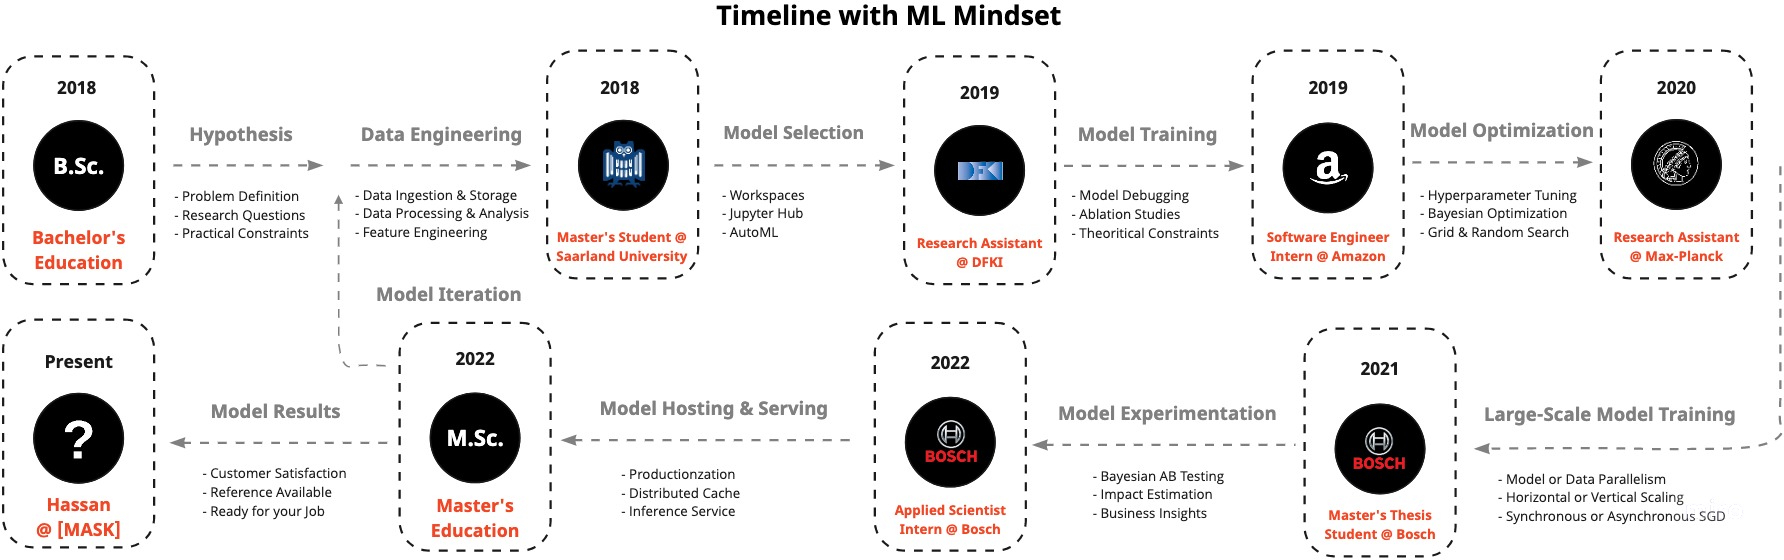 Timeline with ML Mindset
2018
B.Sc.
Bachelor's
Education
Hypothesis
- Problem Definition
- Research Questions
- Practical Constraints
Data Engineering
- Data Ingestion & Storage
- Data Processing & Analysis
- Feature Engineering
2018
Master's Student @
Saarland University
Model Selection
- Workspaces
- Jupyter Hub
- AutoML
2019
DFKI
Research Assistant
@ DFKI
Model Training
- Model Debugging
- Ablation Studies
- Theoritical Constraints
2019
a
Software Engineer
Intern @ Amazon
Model Optimization
- Hyperparameter Tuning
- Bayesian Optimization
- Grid & Random Search
2020
Research Assistant
@ Max-Planck
Large-Scale Model Training
- Model or Data Parallelism
- Horizontal or Vertical Scaling
- Synchronous or Asynchronous SGD
2021
BOSCH
Master's Thesis
Student @ Bosch
Model Experimentation
- Bayesian AB Testing
- Impact Estimation
- Business Insights
2022
BOSCH
Applied Scientist
Intern @ Bosch
Model Hosting & Serving
- Productionzation
- Distributed Cache
- Inference Service
2022
M.Sc.
Master's
Education
Model Iteration
Model Results
- Customer Satisfaction
- Reference Available
- Ready for your Job
Present
?
Hassan
@ [MASK]